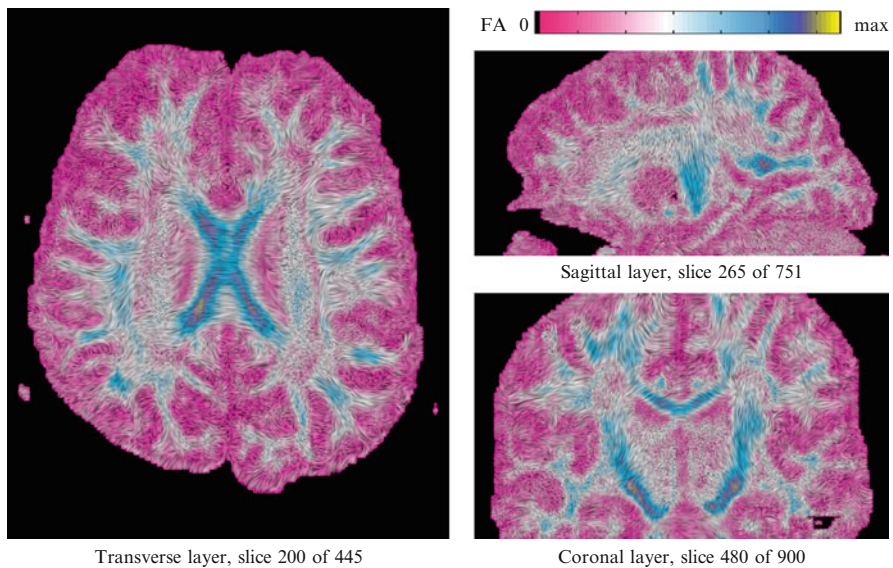 FA 0 max
Sagittal layer, slice 265 of 751
Transverse layer, slice 200 of 445
Coronal layer, slice 480 of 900